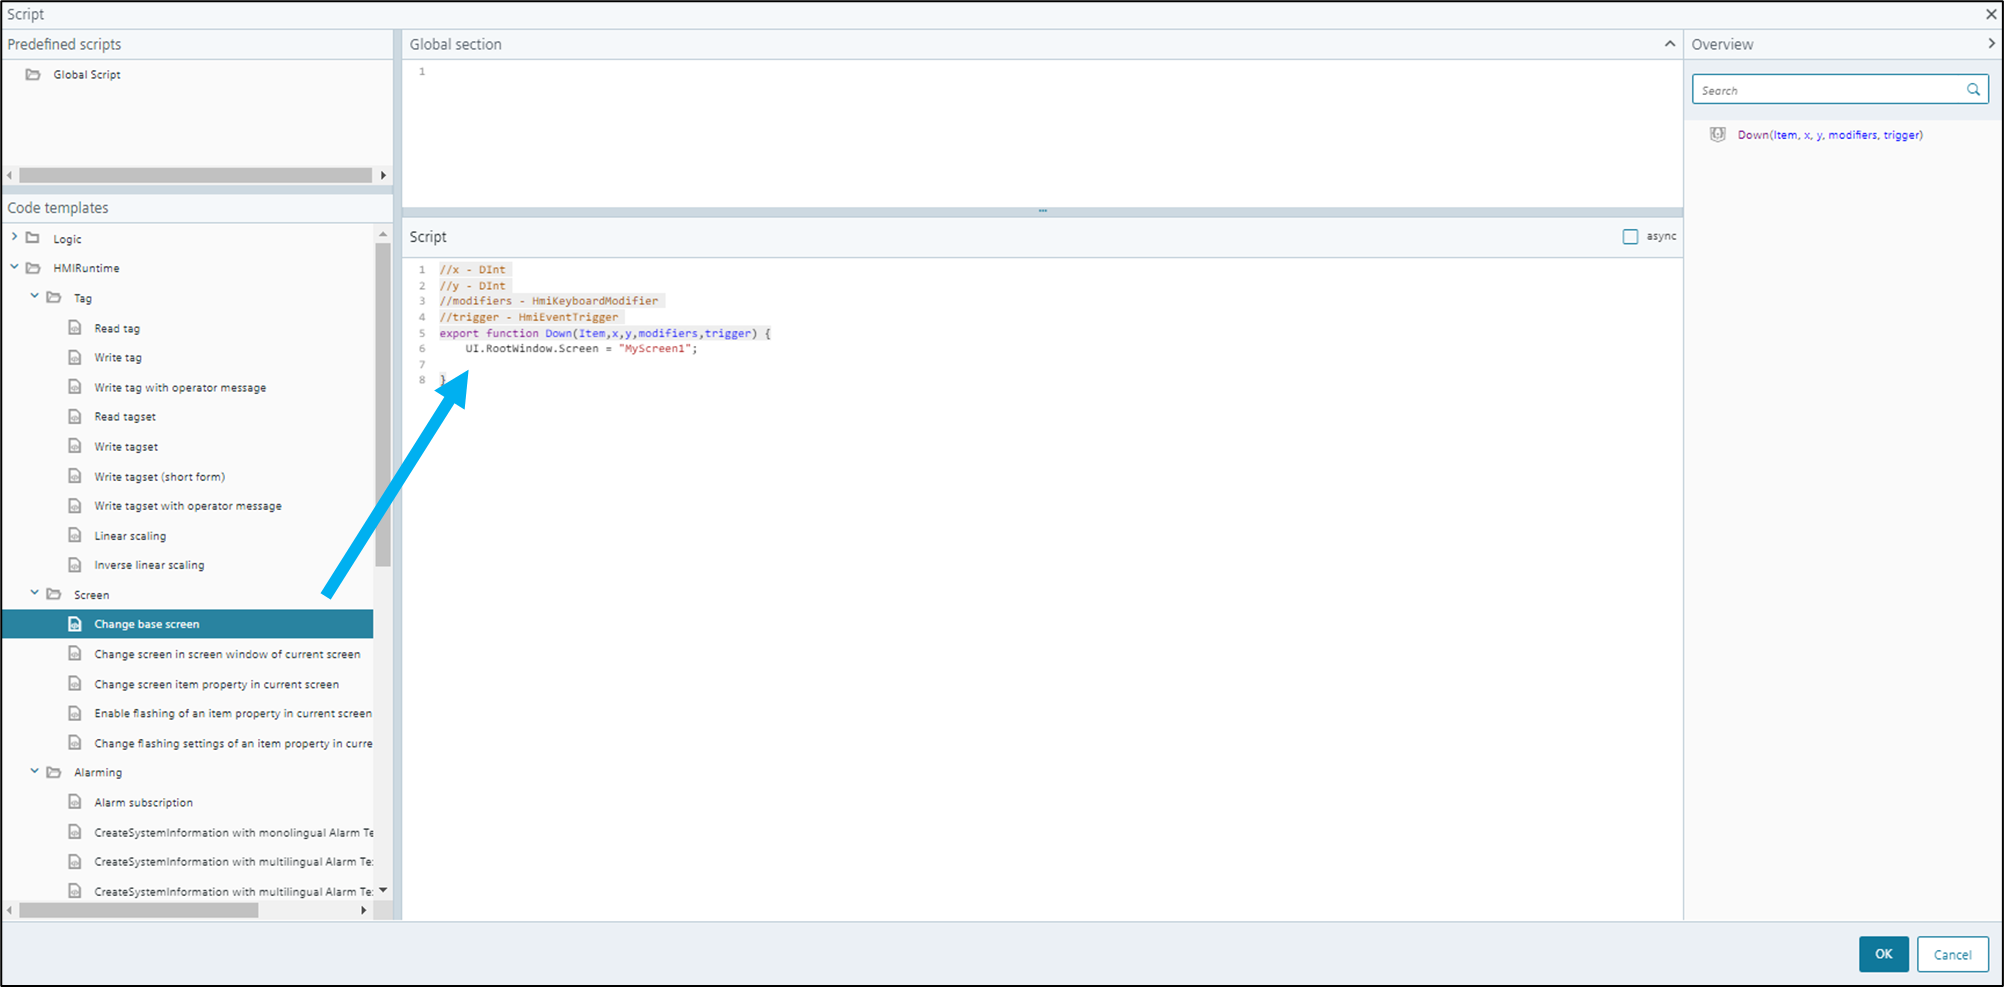 Script
Predefined scripts
Global Script
Code templates
Logic
HMIRuntime
Tag
Read tag
Write tag
Write tag with operator message
Read tagset
Write tagset
Write tagset (short form)
Write tagset with operator message
Linear scaling
Inverse linear scaling
Screen
Change base screen
Change screen in screen window of current screen
Change screen item property in current screen
Enable flashing of an item property in current screen
Change flashing settings of an item property in curre
Alarming
Alarm subscription
CreateSystemInformation with monolingual Alarm Te
CreateSystemInformation with multilingual Alarm Te
CreateSystemInformation with multilingual Alarm Te
Global section
1
Script
async
1 //x - DInt
2 //y - DInt
3 //modifiers - HmiKeyboardModifier
4 //trigger - HmiEventTrigger
5 export function Down(Item,x,y,modifiers,trigger) {
6 UI.RootWindow.Screen = "MyScreen1";
7
8 }
Overview
Search
Down(Item, x, y, modifiers, trigger)
OK
Cancel